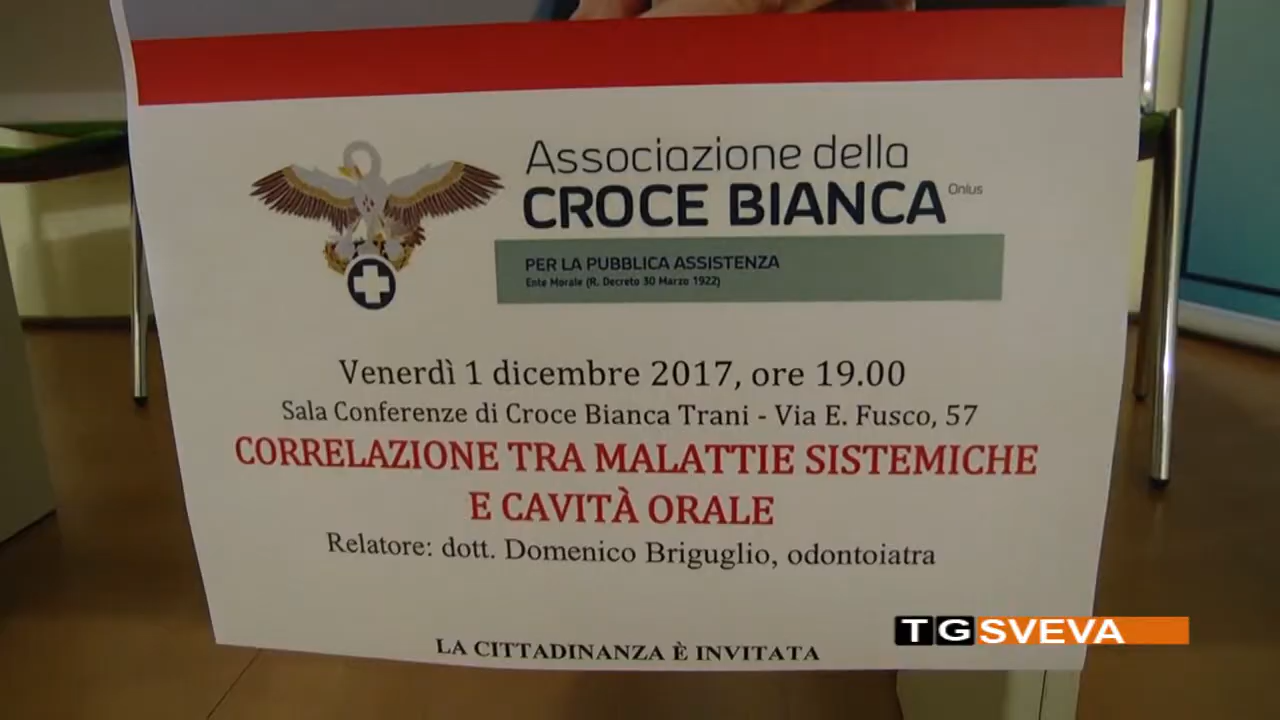 Associazione della
CROCE BIANCA Onlus
PER LA PUBBLICA ASSISTENZA
Ente Morale (R. Decreto 30 Marzo 1922)
Venerdì 1 dicembre 2017, ore 19.00
Sala Conferenze di Croce Bianca Trani - Via E. Fusco, 57
CORRELAZIONE TRA MALATTIE SISTEMICHE
E CAVITÀ ORALE
Relatore: dott. Domenico Briguglio, odontoiatra
LA CITTADINANZA È INVITATA
TGSVEVA